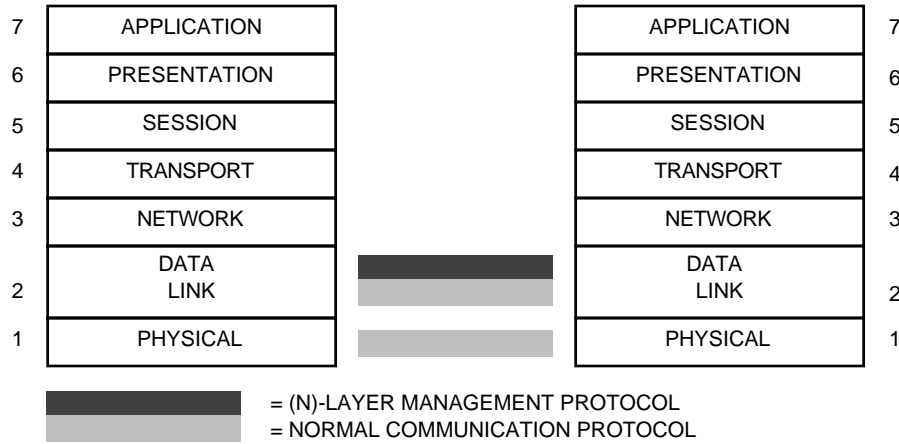 7 APPLICATION APPLICATION 7
6 PRESENTATION PRESENTATION 6
5 SESSION SESSION 5
4 TRANSPORT TRANSPORT 4
3 NETWORK NETWORK 3
DATA DATA
2 LINK LINK 2
1 PHYSICAL PHYSICAL 1
= (N)-LAYER MANAGEMENT PROTOCOL
= NORMAL COMMUNICATION PROTOCOL